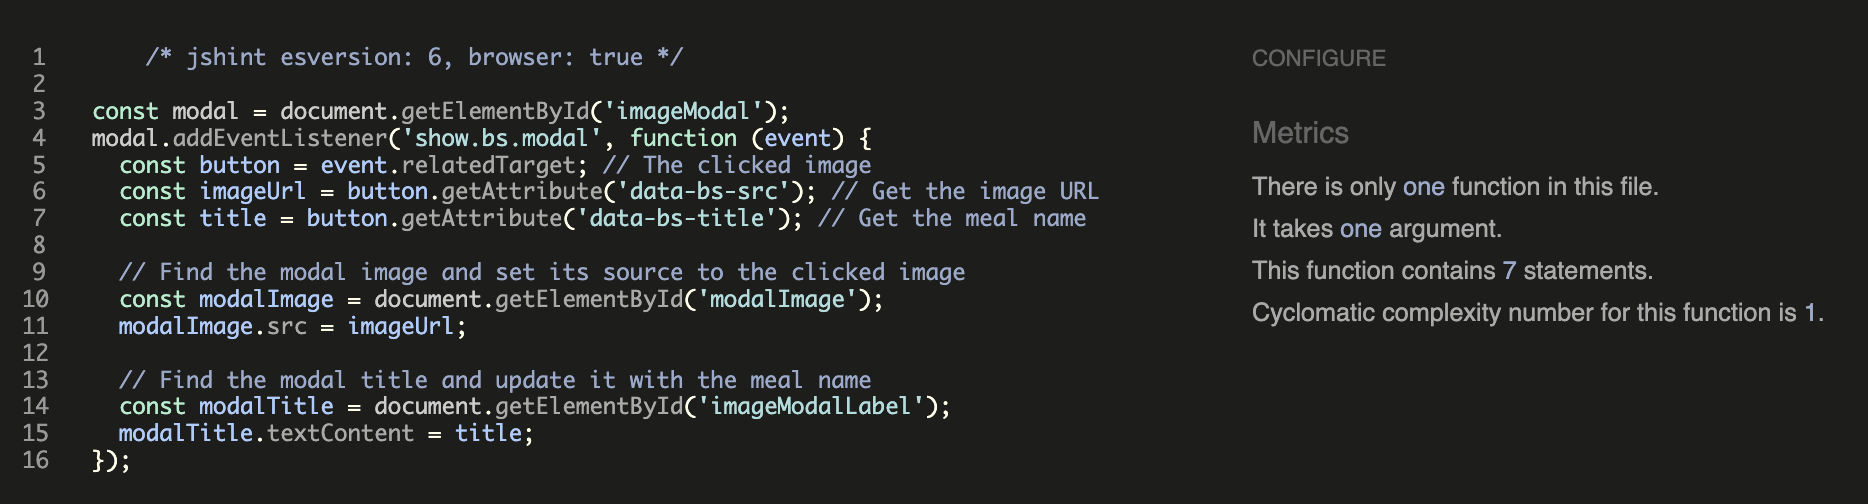 1 /* jshint esversion: 6, browser: true */
2
3 const modal = document.getElementById('imageModal');
4 modal.addEventListener('show.bs.modal', function (event) {
5 const button = event.relatedTarget; // The clicked image
6 const imageUrl = button.getAttribute('data-bs-src'); // Get the image URL
7 const title = button.getAttribute('data-bs-title'); // Get the meal name
8
9 // Find the modal image and set its source to the clicked image
10 const modalImage = document.getElementById('modalImage');
11 modalImage.src = imageUrl;
12
13 // Find the modal title and update it with the meal name
14 const modalTitle = document.getElementById('imageModalLabel');
15 modalTitle.textContent = title;
16 });
CONFIGURE
Metrics
There is only one function in this file.
It takes one argument.
This function contains 7 statements.
Cyclomatic complexity number for this function is 1.